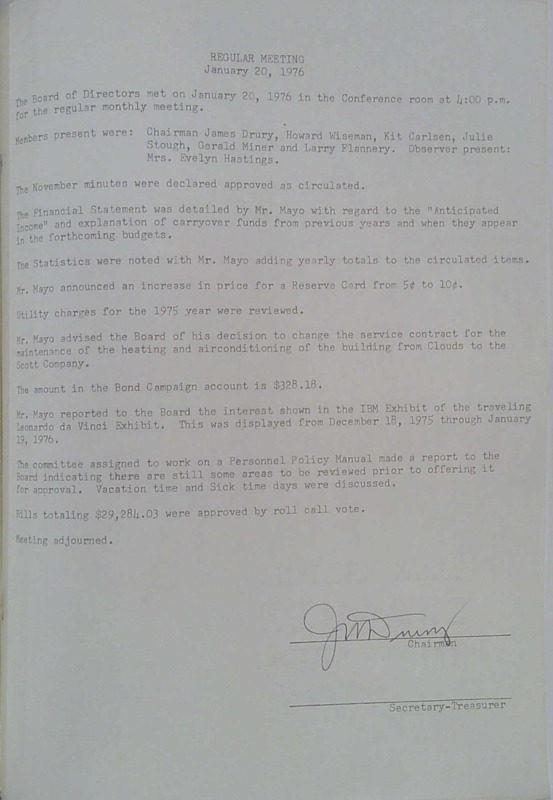 REGULAR MEETING
January 20, 1976
The Board of Directors met on January 20, 1976 in the Conference room at 4:00 p.m.
for the regular monthly meeting.
Members present were: Chairman James Drury, Howard Wiseman, Kit Carlsen, Julie
Stough, Gerald Miner and Larry Flannery. Observer present:
Mrs. Evelyn Hastings.
The November minutes were declared approved as circulated.
The Financial Statement was detailed by Mr. Mayo with regard to the "Anticipated
Income" and explanation of carryover funds from previous years and when they appear
in the forthcoming budgets.
The Statistics were noted with Mr. Mayo adding yearly totals to the circulated items.
Mr. Mayo announced an increase in price for a Reserve Card from 5¢ to 10¢.
Utility charges for the 1975 year were reviewed.
Mr. Mayo advised the Board of his decision to change the service contract for the
maintenance of the heating and airconditioning of the building from Clouds to the
Scott Company.
The amount in the Bond Campaign account is $328.18.
Mr. Mayo reported to the Board the interest shown in the IBM Exhibit of the traveling
Leonardo da Vinci Exhibit. This was displayed from December 18, 1975 through January
19, 1976.
The committee assigned to work on a Personnel Policy Manual made a report to the
Board indicating there are still some areas to be reviewed prior to offering it
for approval. Vacation time and Sick time days were discussed.
Bills totaling $29,284.03 were approved by roll call vote.
Meeting adjourned.
JM Drury
Chairman
Secretary-Treasurer